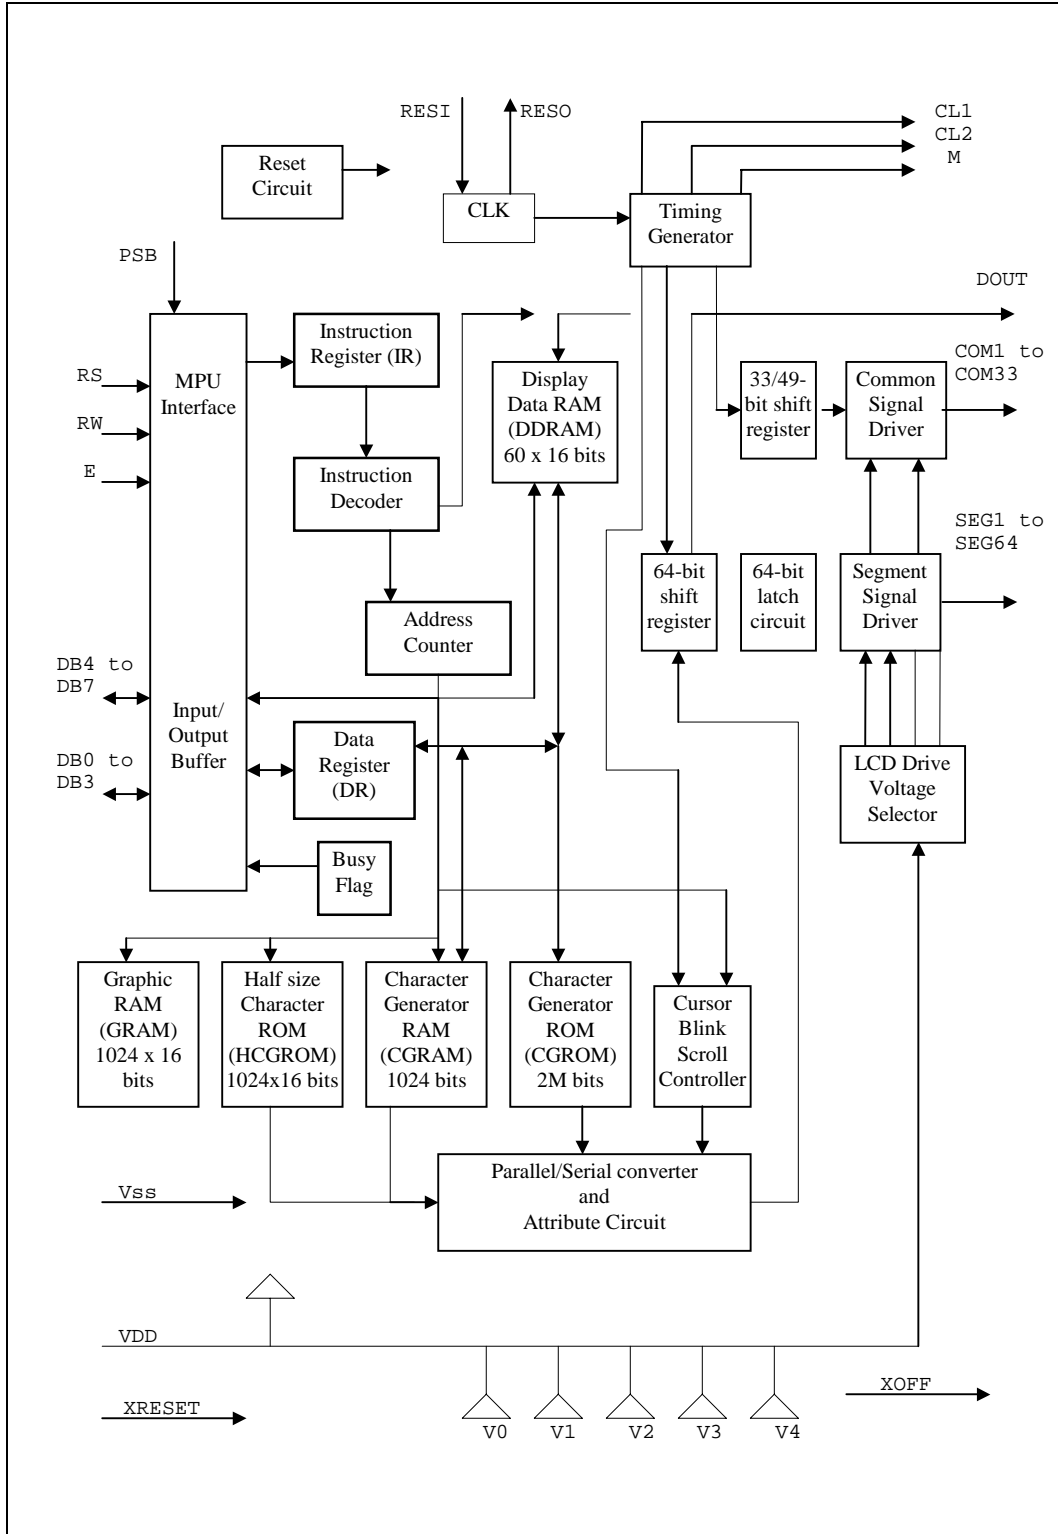 RESI
RESO
CL1
CL2
M
Reset
Circuit
CLK
Timing
Generator
PSB
DOUT
Instruction
Register (IR)
MPU
Interface
RS
RW
E
Display
Data RAM
(DDRAM)
60 x 16 bits
33/49-
bit shift
register
Common
Signal
Driver
COM1 to
COM33
Instruction
Decoder
SEG1 to
SEG64
64-bit
shift
register
64-bit
latch
circuit
Segment
Signal
Driver
Address
Counter
DB4 to
DB7
Input/
Output
Buffer
DB0 to
DB3
Data
Register
(DR)
LCD Drive
Voltage
Selector
Busy
Flag
Graphic
RAM
(GRAM)
1024 x 16
bits
Half size
Character
ROM
(HCGROM)
1024x16 bits
Character
Generator
RAM
(CGRAM)
1024 bits
Character
Generator
ROM
(CGROM)
2M bits
Cursor
Blink
Scroll
Controller
Parallel/Serial converter
and
Attribute Circuit
Vss
VDD
XRESET
XOFF
V0
V1
V2
V3
V4